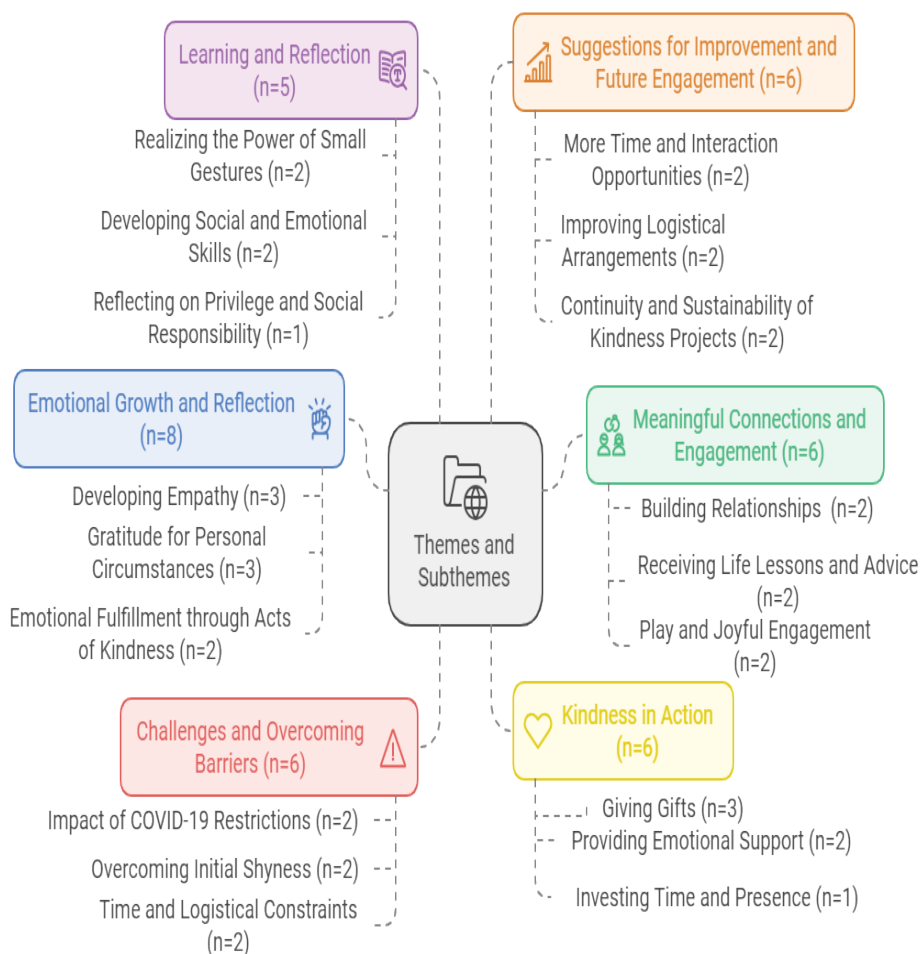 Learning and Reflection
(n=5)
Realizing the Power of Small
Gestures (n=2)
Developing Social and Emotional
Skills (n=2)
Reflecting on Privilege and Social
Responsibility (n=1)
Suggestions for Improvement and
Future Engagement (n=6)
More Time and Interaction
Opportunities (n=2)
Improving Logistical
Arrangements (n=2)
Continuity and Sustainability of
Kindness Projects (n=2)
Emotional Growth and Reflection
(n=8)
Developing Empathy (n=3)
Gratitude for Personal
Circumstances (n=3)
Emotional Fulfillment through Acts
of Kindness (n=2)
Themes and
Subthemes
Meaningful Connections and
Engagement (n=6)
Building Relationships (n=2)
Receiving Life Lessons and Advice
(n=2)
Play and Joyful Engagement
(n=2)
Challenges and Overcoming
Barriers (n=6)
Impact of COVID-19 Restrictions (n=2)
Overcoming Initial Shyness (n=2)
Time and Logistical Constraints
(n=2)
Kindness in Action
(n=6)
Giving Gifts (n=3)
Providing Emotional Support (n=2)
Investing Time and Presence (n=1)